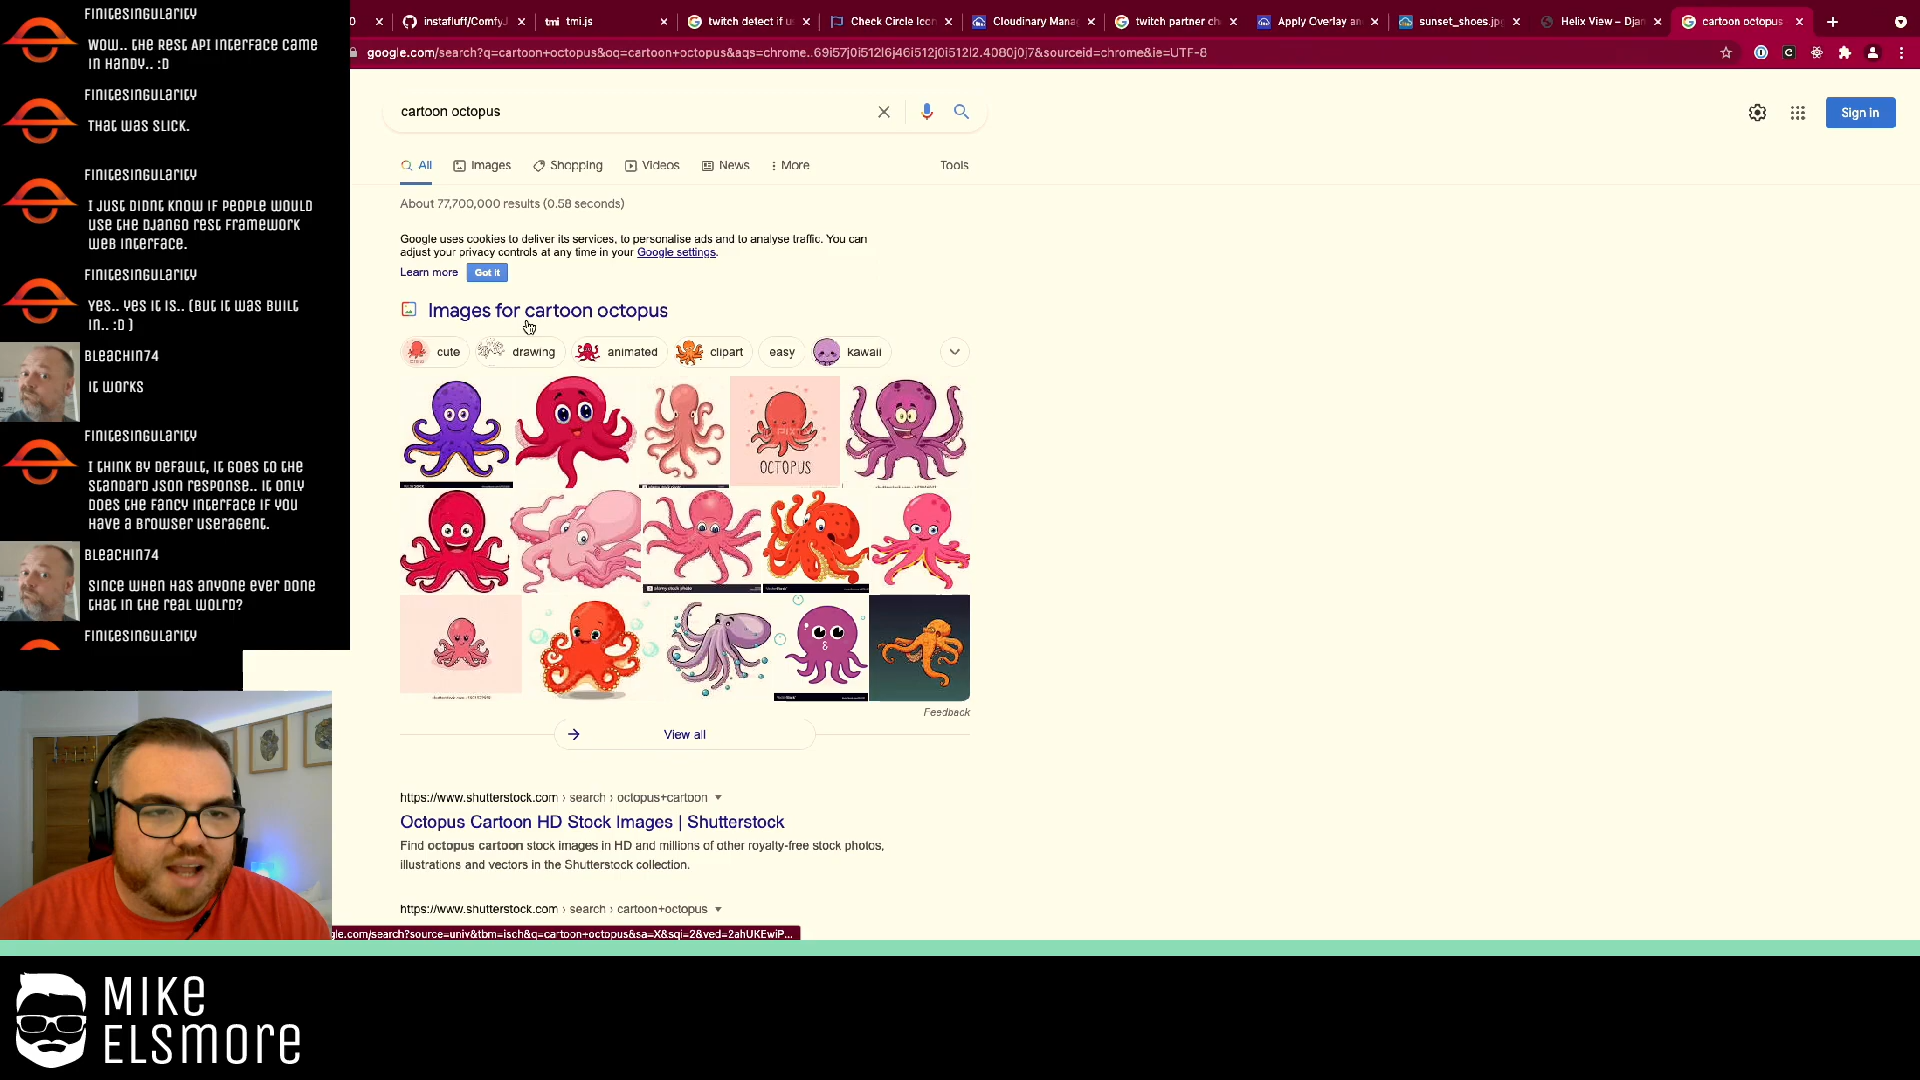 FINITESINGULARITY
WOW.. THE REST API INTERFACE CAME
IN HANDY.. :D
FINITESINGULARITY
THAT WAS SLICK.
FINITESINGULARITY
I JUST DIDNT KNOW IF PEOPLE WOULD
USE THE DJANGO REST FRAMEWORK
WEB INTERFACE.
FINITESINGULARITY
YES.. YES IT IS.. (BUT IT WAS BUILT
IN.. :D )
BLEACHIN74
IT WORKS
FINITESINGULARITY
I THINK BY DEFAULT, IT GOES TO THE
STANDARD JSON RESPONSE.. IT ONLY
DOES THE FANCY INTERFACE IF YOU
HAVE A BROWSER USERAGENT.
BLEACHIN74
SINCE WHEN HAS ANYONE EVER DONE
THAT IN THE REAL WOLRD?
FINITESINGULARITY
instafluff/ComfyJ
tmi tmi.js
twitch detect if us
Check Circle Icon
Cloudinary Mana
twitch partner ch
Apply Overlay an
sunset_shoes.jpg
Helix View – Djan
cartoon octopus
google.com/search?q=cartoon+octopus&oq=cartoon+octopus&aqs=chrome..69i57j0i512l6j46i512j0i512l2.4080j0j7&sourceid=chrome&ie=UTF-8
cartoon octopus
Sign in
All
Images
Shopping
Videos
News
More
Tools
About 77,700,000 results (0.58 seconds)
Google uses cookies to deliver its services, to personalise ads and to analyse traffic. You can
adjust your privacy controls at any time in your Google settings.
Learn more
Got it
Images for cartoon octopus
cute
drawing
animated
clipart
easy
kawaii
OCTOPUS
Feedback
View all
https://www.shutterstock.com › search › octopus+cartoon
Octopus Cartoon HD Stock Images | Shutterstock
Find octopus cartoon stock images in HD and millions of other royalty-free stock photos,
illustrations and vectors in the Shutterstock collection.
https://www.shutterstock.com › search › cartoon+octopus
gle.com/search?source=univ&tbm=isch&q=cartoon+octopus&sa=X&sqi=2&ved=2ahUKEwiP...
MIKE
ELSMORE